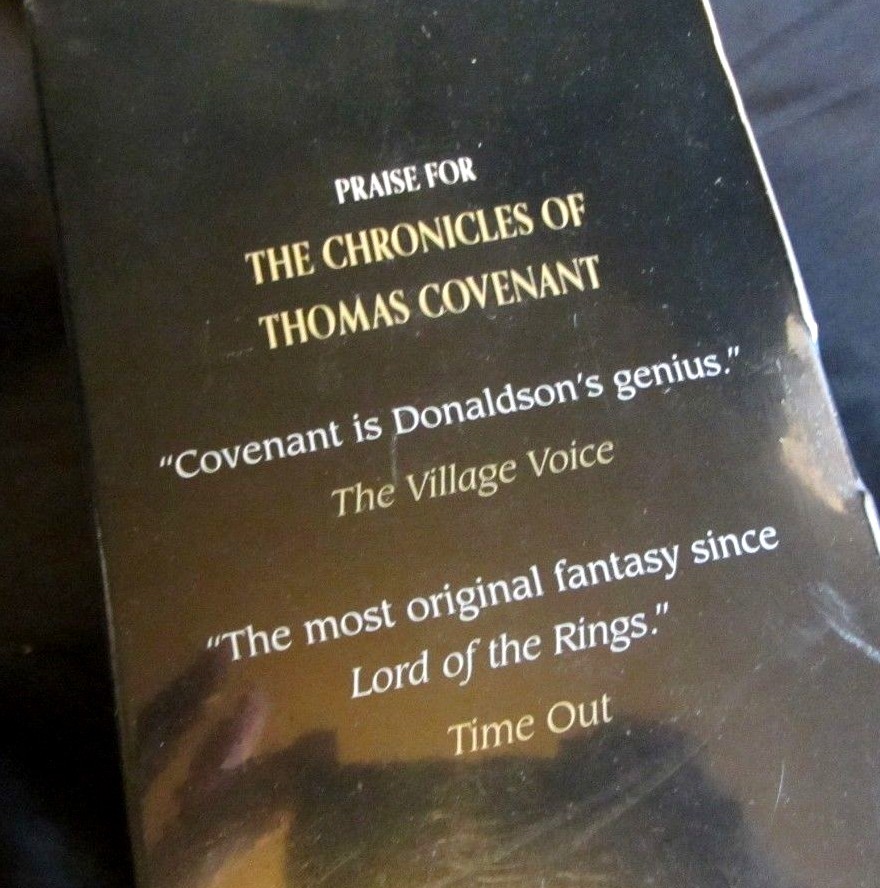 PRAISE FOR
THE CHRONICLES OF
THOMAS COVENANT
"Covenant is Donaldson's genius."
The Village Voice
"The most original fantasy since
Lord of the Rings."
Time Out